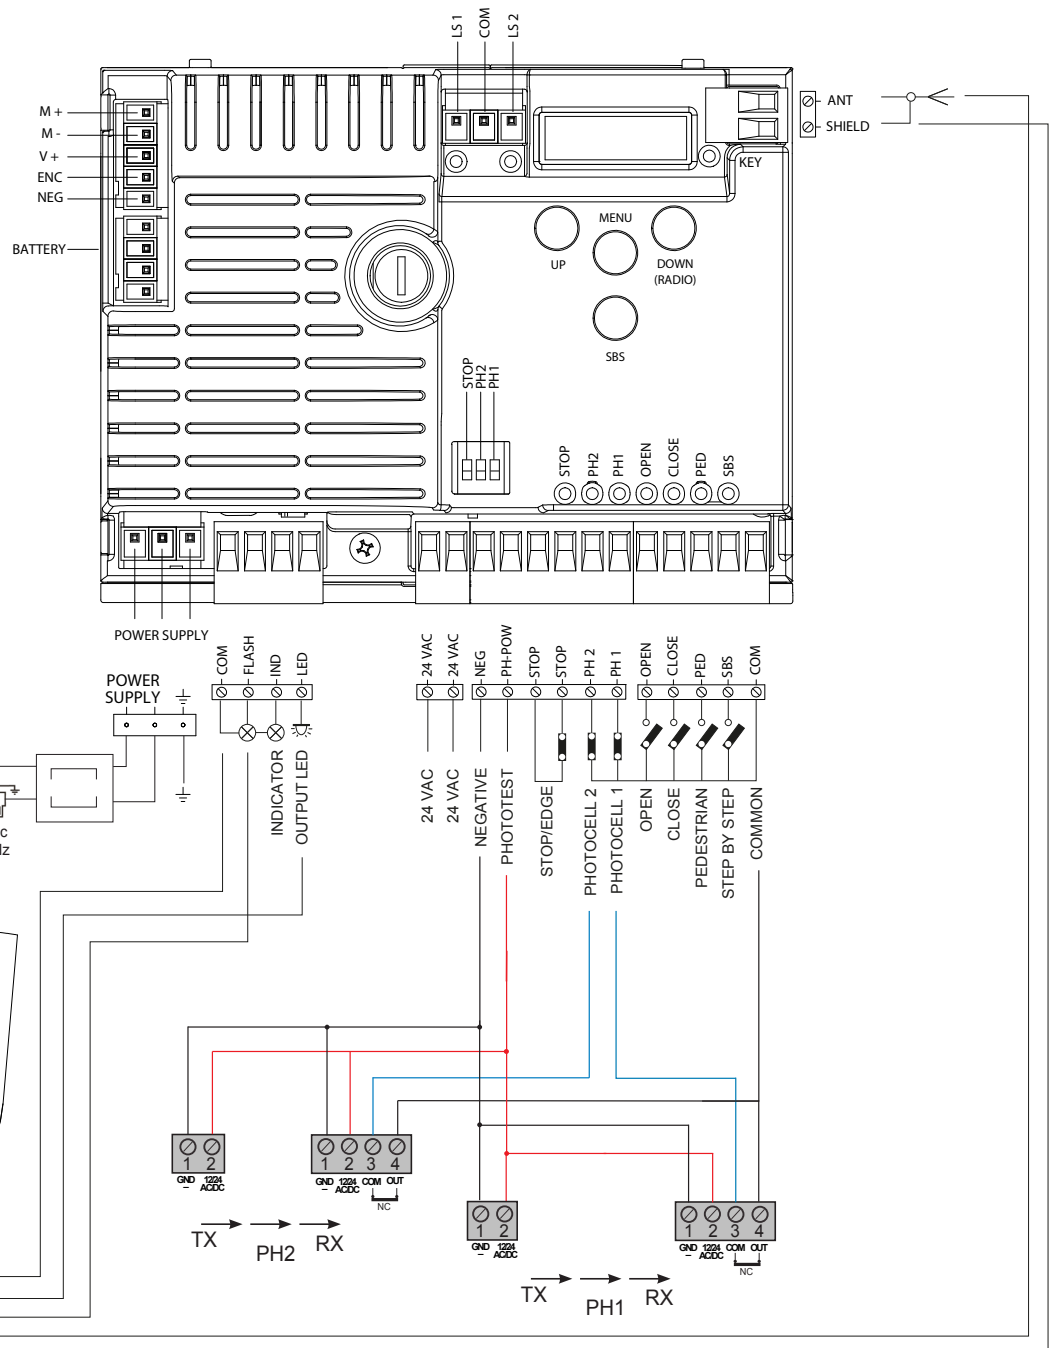 LS 1
COM
LS 2
M +
M -
V +
ENC
NEG
BATTERY
ANT
SHIELD
KEY
UP
MENU
DOWN
(RADIO)
SBS
STOP
PH2
PH1
STOP
PH2
PH1
OPEN
CLOSE
PED
SBS
POWER SUPPLY
COM
FLASH
IND
LED
24 VAC
24 VAC
NEG
PH-POW
STOP
STOP
PH 2
PH 1
OPEN
CLOSE
PED
SBS
COM
POWER
SUPPLY
INDICATOR
OUTPUT LED
24 VAC
24 VAC
NEGATIVE
PHOTOTEST
STOP/EDGE
PHOTOCELL 2
PHOTOCELL 1
OPEN
CLOSE
PEDESTRIAN
STEP BY STEP
COMMON
c
lz
1 2
GND 12/24
– AC/DC
1 2 3 4
GND 12/24 COM OUT
– AC/DC
NC
TX PH2 RX
1 2
GND 12/24
– AC/DC
1 2 3 4
GND 12/24 COM OUT
– AC/DC
NC
TX PH1 RX